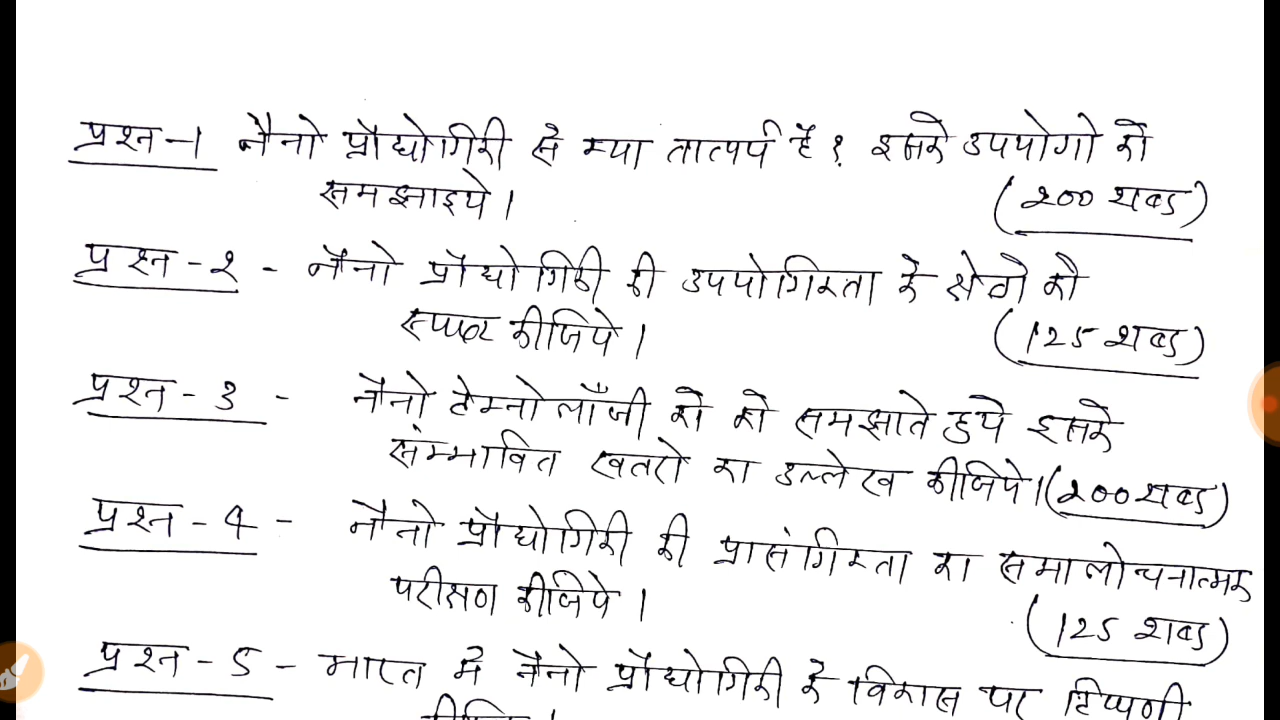 प्रश्न-1 नैनो प्रौद्योगिकी से क्या तात्पर्य है? इसके उपयोगो को
समझाइये। (200 शब्द)
प्रश्न - 2 - नैनो प्रौद्योगिकी की उपयोगिकता के क्षेत्रो को
स्पष्ट कीजिये। (125 शब्द)
प्रश्न - 3 - नैनो टेक्नोलॉजी को को समझाते हुये इसके
संम्भावित खतरो का उल्लेख कीजिये। (200 शब्द)
प्रश्न - 4 - नैनो प्रौद्योगिकी की प्रासंगिकता का समालोचनात्मक
परीक्षण कीजिये। (125 शब्द)
प्रश्न - 5 - भारत मे नैनो प्रौद्योगिकी के विकास पर टिप्पणी
कीजिये।